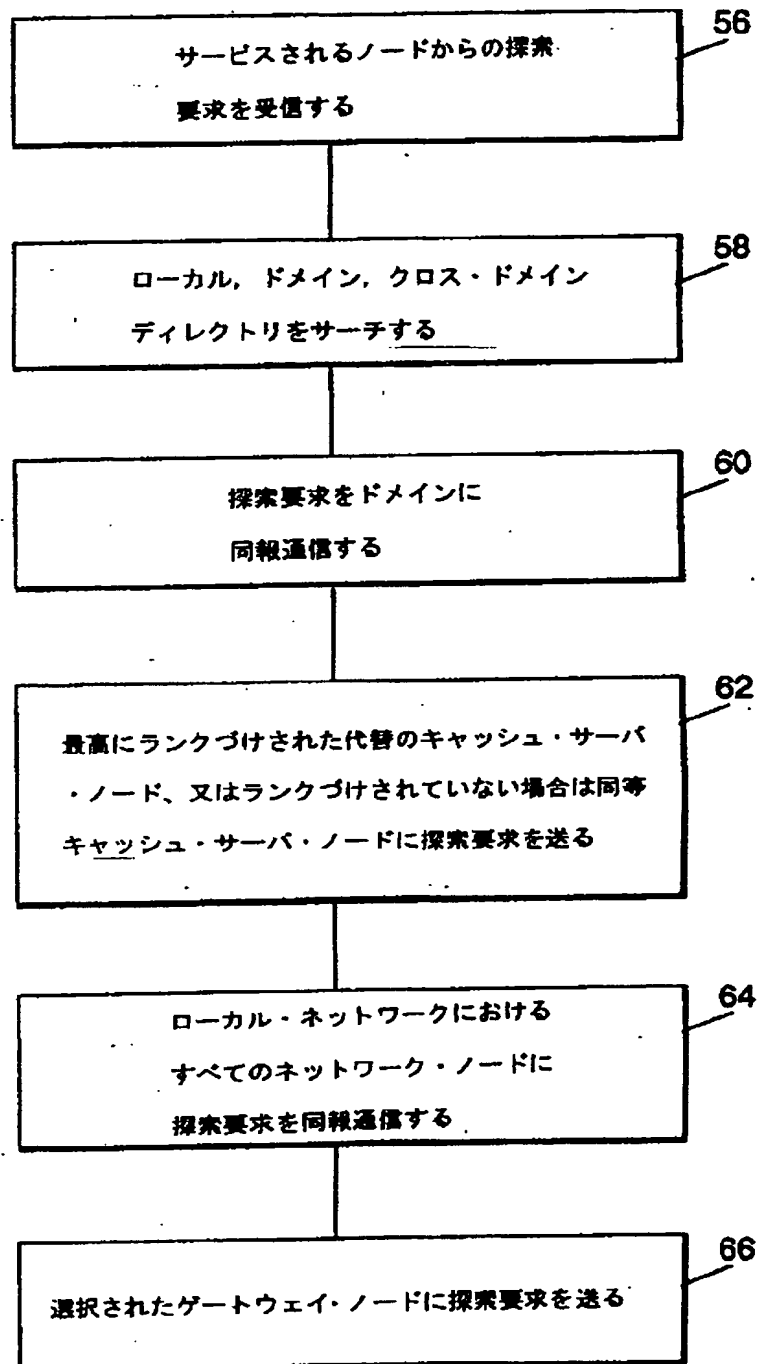 56
サービスされるノードからの探索
要求を受信する
58
ローカル, ドメイン, クロス・ドメイン
ディレクトリをサーチする
60
探索要求をドメインに
同報通信する
62
最高にランクづけされた代替のキャッシュ・サーバ
・ノード、又はランクづけされていない場合は同等
キャッシュ・サーバ・ノードに探索要求を送る
64
ローカル・ネットワークにおける
すべてのネットワーク・ノードに
探索要求を同報通信する
66
選択されたゲートウェイ・ノードに探索要求を送る